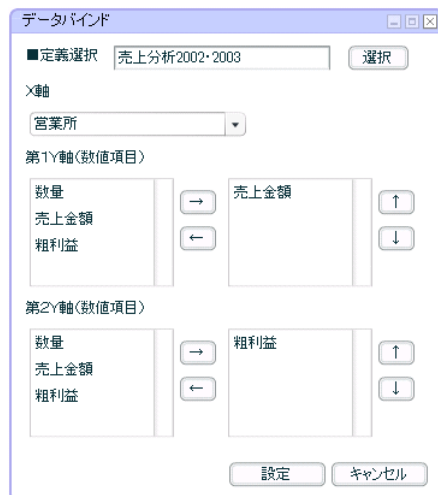 データバインド
■定義選択 売上分析2002・2003 選択
X軸
営業所
第1Y軸(数値項目)
数量
売上金額
粗利益
→
←
売上金額
↑
↓
第2Y軸(数値項目)
数量
売上金額
粗利益
→
←
粗利益
↑
↓
設定 キャンセル